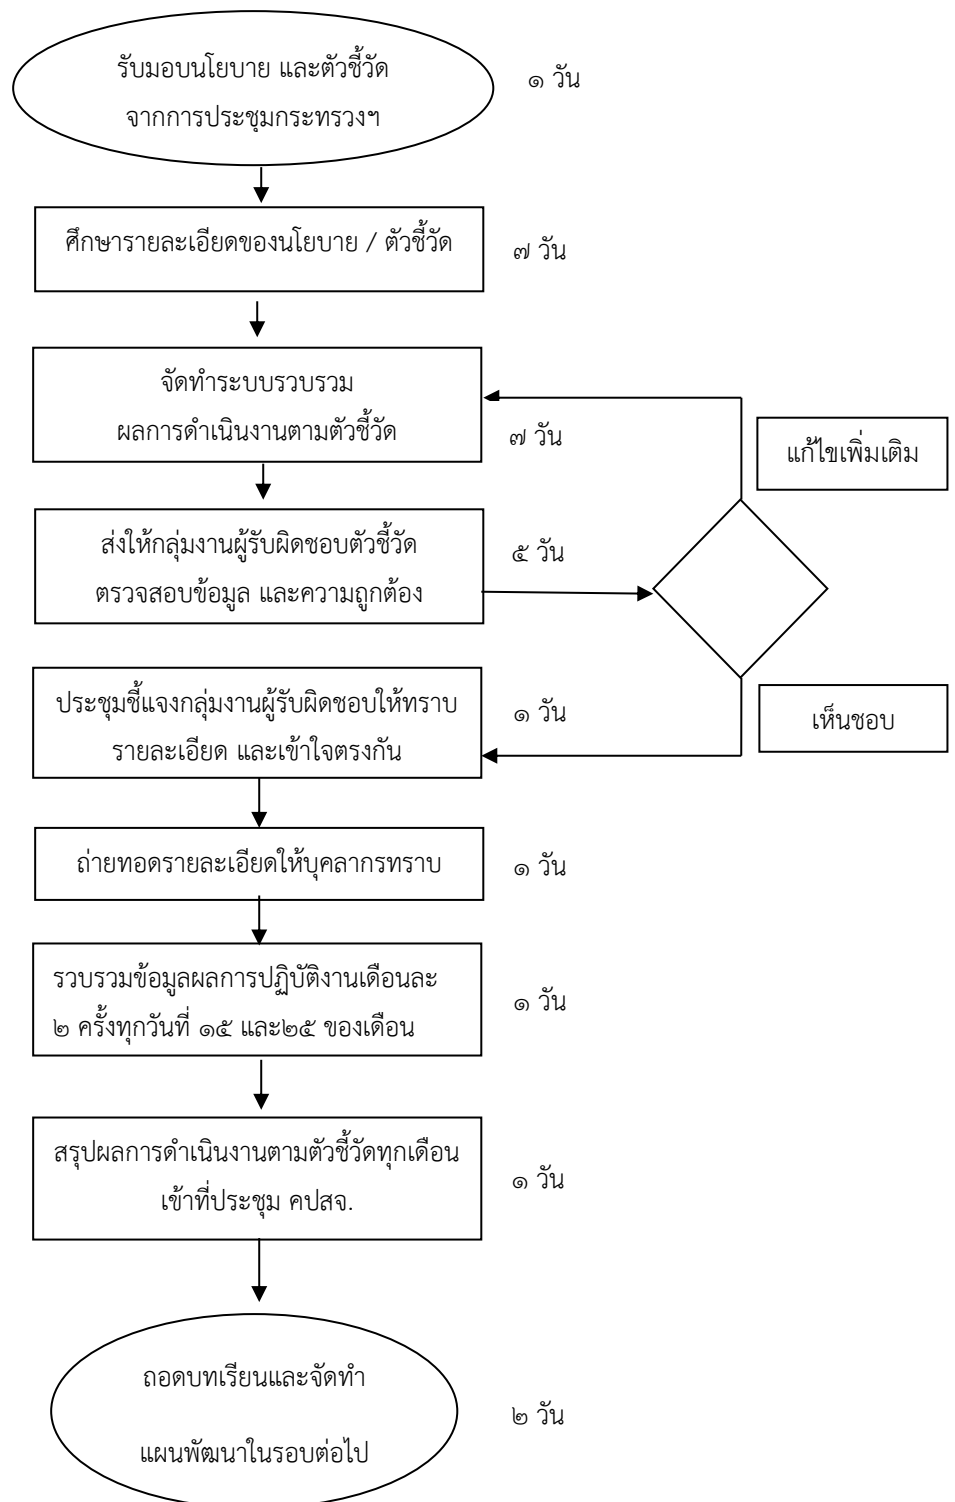 รับมอบนโยบาย และตัวชี้วัด
จากการประชุมกระทรวงฯ
๑ วัน
ศึกษารายละเอียดของนโยบาย / ตัวชี้วัด
๗ วัน
จัดทำระบบรวบรวม
ผลการดำเนินงานตามตัวชี้วัด
๗ วัน
แก้ไขเพิ่มเติม
ส่งให้กลุ่มงานผู้รับผิดชอบตัวชี้วัด
ตรวจสอบข้อมูล และความถูกต้อง
๕ วัน
ประชุมชี้แจงกลุ่มงานผู้รับผิดชอบให้ทราบ
รายละเอียด และเข้าใจตรงกัน
๑ วัน
เห็นชอบ
ถ่ายทอดรายละเอียดให้บุคลากรทราบ
๑ วัน
รวบรวมข้อมูลผลการปฏิบัติงานเดือนละ
๒ ครั้งทุกวันที่ ๑๕ และ๒๕ ของเดือน
๑ วัน
สรุปผลการดำเนินงานตามตัวชี้วัดทุกเดือน
เข้าที่ประชุม คปสจ.
๑ วัน
ถอดบทเรียนและจัดทำ
แผนพัฒนาในรอบต่อไป
๒ วัน